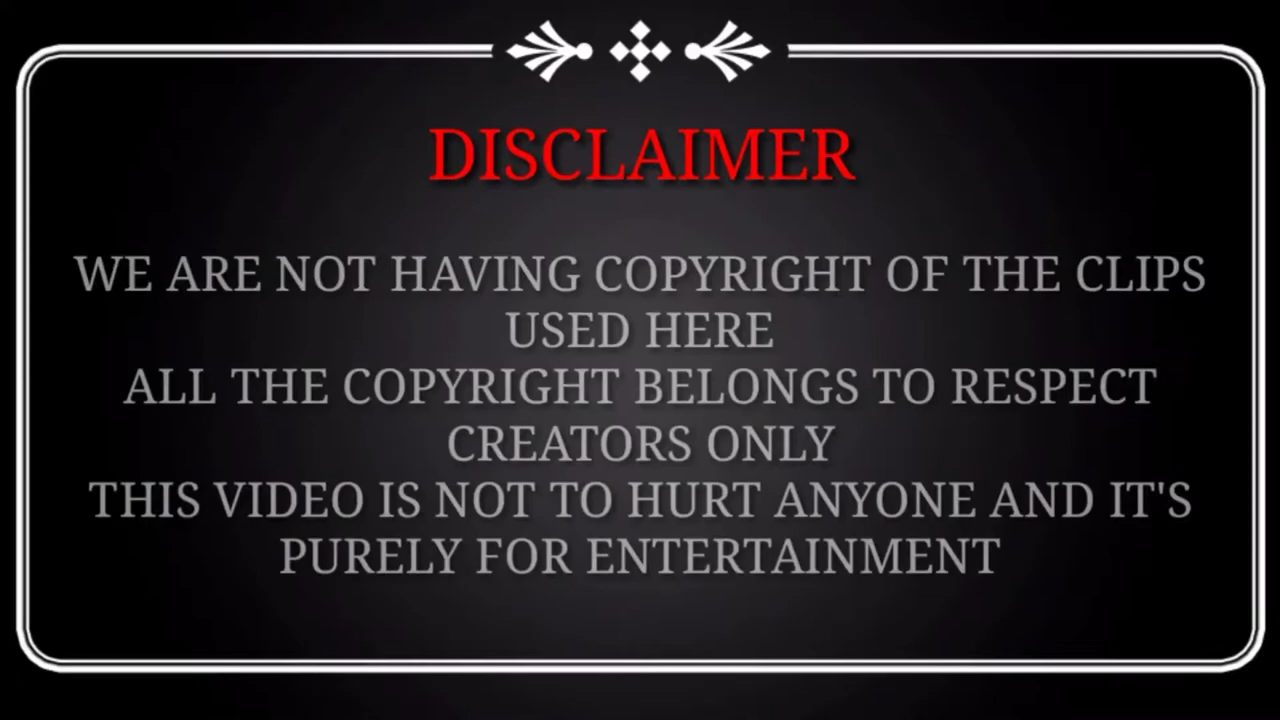 DISCLAIMER
WE ARE NOT HAVING COPYRIGHT OF THE CLIPS
USED HERE
ALL THE COPYRIGHT BELONGS TO RESPECT
CREATORS ONLY
THIS VIDEO IS NOT TO HURT ANYONE AND IT'S
PURELY FOR ENTERTAINMENT